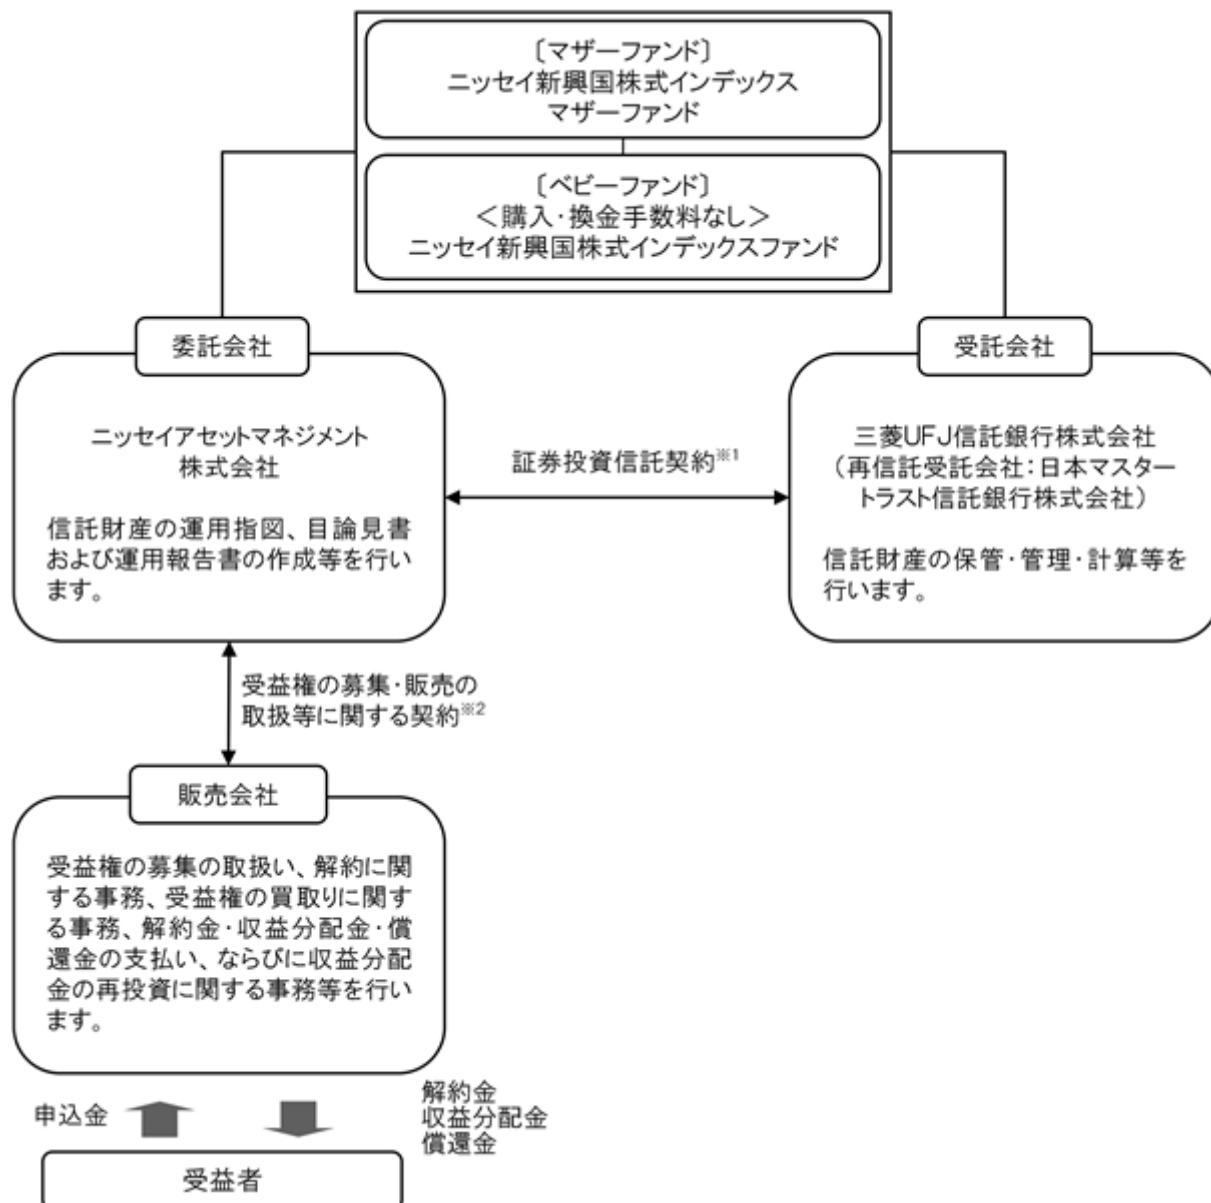 〔マザーファンド〕
ニッセイ新興国株式インデックス
マザーファンド
〔ベビーファンド〕
＜購入・換金手数料なし＞
ニッセイ新興国株式インデックスファンド
委託会社
ニッセイアセットマネジメント
株式会社
信託財産の運用指図、目論見書
および運用報告書の作成等を行い
ます。
証券投資信託契約※1
受託会社
三菱UFJ信託銀行株式会社
（再信託受託会社：日本マスター
トラスト信託銀行株式会社）
信託財産の保管・管理・計算等を
行います。
受益権の募集・販売の
取扱等に関する契約※2
販売会社
受益権の募集の取扱い、解約に関
する事務、受益権の買取りに関す
る事務、解約金・収益分配金・償
還金の支払い、ならびに収益分配
金の再投資に関する事務等を行い
ます。
申込金
解約金
収益分配金
償還金
受益者